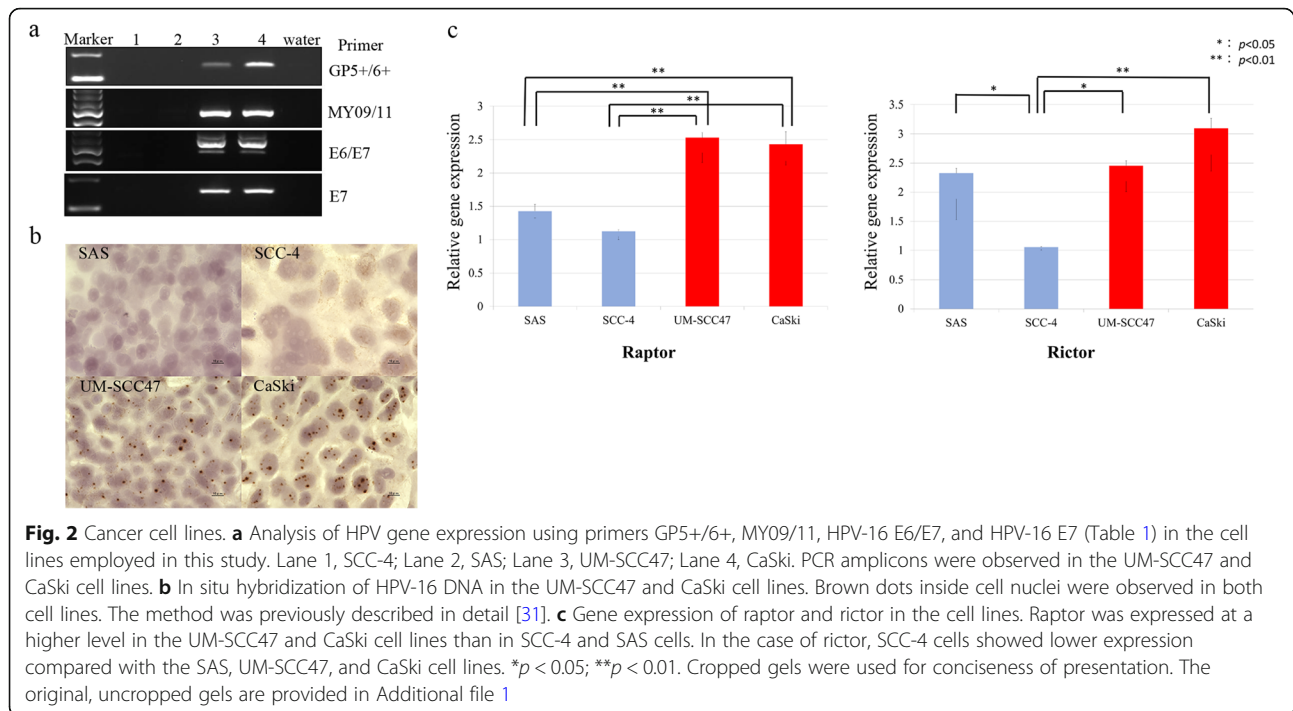 a
Marker 1 2 3 4 water Primer
GP5+/6+
MY09/11
E6/E7
E7
b
SAS
SCC-4
UM-SCC47
CaSki
c
* : p<0.05
** : p<0.01
Relative gene expression
3
2.5
2
1.5
1
0.5
0
**
**
**
**
SAS SCC-4 UM-SCC47 CaSki
Raptor
Relative gene expression
3.5
3
2.5
2
1.5
1
0.5
0
*
**
*
SAS SCC-4 UM-SCC47 CaSki
Rictor
Fig. 2 Cancer cell lines. a Analysis of HPV gene expression using primers GP5+/6+, MY09/11, HPV-16 E6/E7, and HPV-16 E7 (Table 1) in the cell
lines employed in this study. Lane 1, SCC-4; Lane 2, SAS; Lane 3, UM-SCC47; Lane 4, CaSki. PCR amplicons were observed in the UM-SCC47 and
CaSki cell lines. b In situ hybridization of HPV-16 DNA in the UM-SCC47 and CaSki cell lines. Brown dots inside cell nuclei were observed in both
cell lines. The method was previously described in detail [31]. c Gene expression of raptor and rictor in the cell lines. Raptor was expressed at a
higher level in the UM-SCC47 and CaSki cell lines than in SCC-4 and SAS cells. In the case of rictor, SCC-4 cells showed lower expression
compared with the SAS, UM-SCC47, and CaSki cell lines. *p < 0.05; **p < 0.01. Cropped gels were used for conciseness of presentation. The
original, uncropped gels are provided in Additional file 1